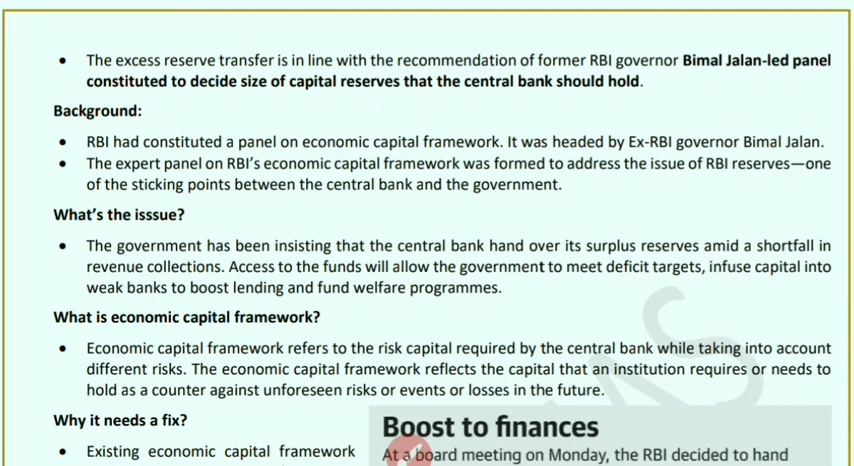 • The excess reserve transfer is in line with the recommendation of former RBI governor Bimal Jalan-led panel
constituted to decide size of capital reserves that the central bank should hold.
Background:
• RBI had constituted a panel on economic capital framework. It was headed by Ex-RBI governor Bimal Jalan.
• The expert panel on RBI's economic capital framework was formed to address the issue of RBI reserves—one
of the sticking points between the central bank and the government.
What's the isssue?
• The government has been insisting that the central bank hand over its surplus reserves amid a shortfall in
revenue collections. Access to the funds will allow the government to meet deficit targets, infuse capital into
weak banks to boost lending and fund welfare programmes.
What is economic capital framework?
• Economic capital framework refers to the risk capital required by the central bank while taking into account
different risks. The economic capital framework reflects the capital that an institution requires or needs to
hold as a counter against unforeseen risks or events or losses in the future.
Why it needs a fix?
• Existing economic capital framework
Boost to finances
At a board meeting on Monday, the RBI decided to hand